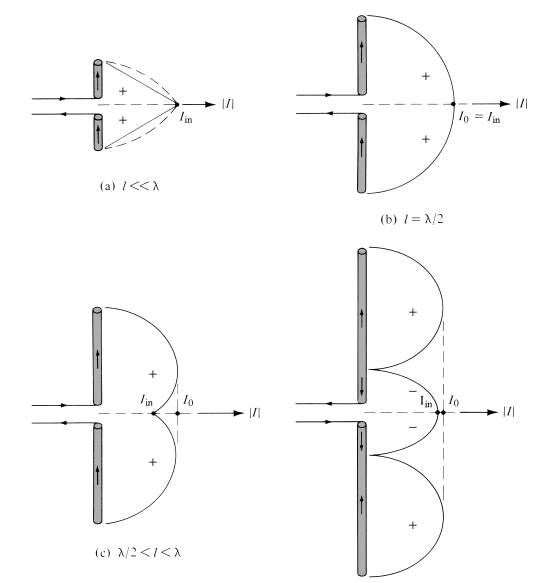 +
|I|
+
I_in
(a) l << λ
+
|I|
I_0 = I_in
+
(b) l = λ/2
+
I_in I_0
|I|
+
(c) λ/2 < l < λ
+
−
I_in I_0
|I|
−
+